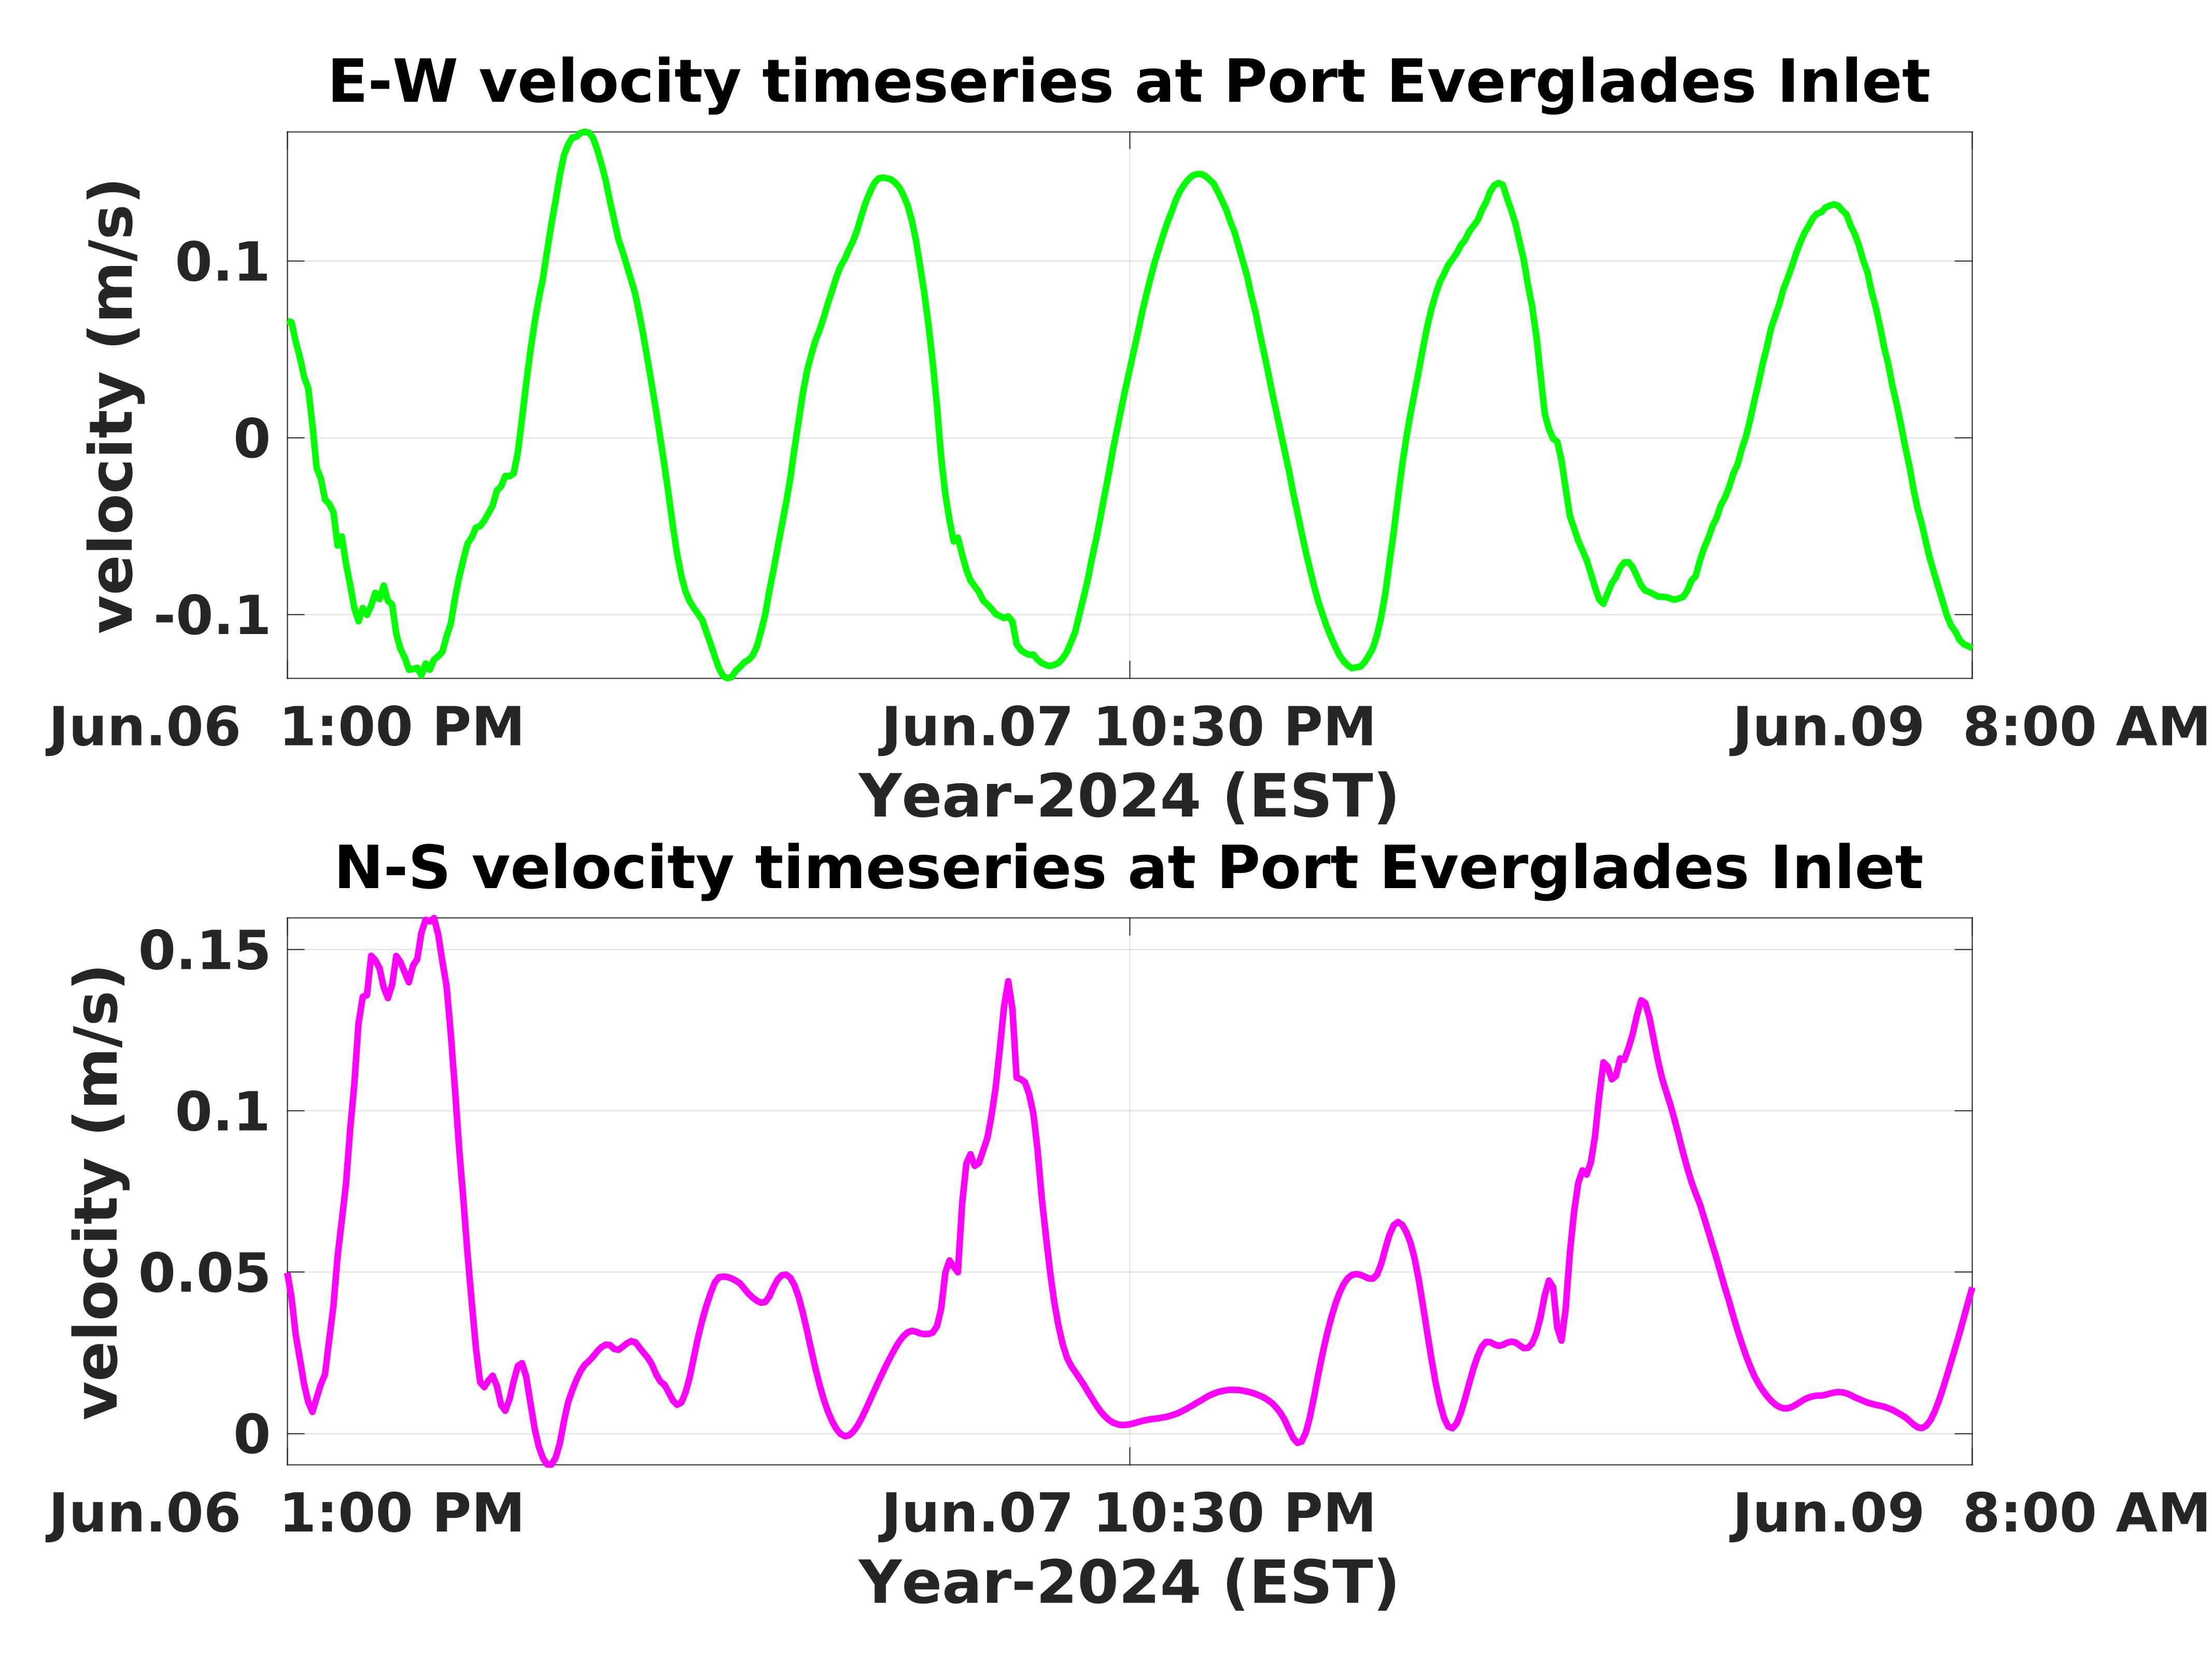 E-W velocity timeseries at Port Everglades Inlet
velocity (m/s)
0.1
0
-0.1
Jun.06 1:00 PM
Jun.07 10:30 PM
Jun.09 8:00 AM
Year-2024 (EST)
N-S velocity timeseries at Port Everglades Inlet
velocity (m/s)
0.15
0.1
0.05
0
Jun.06 1:00 PM
Jun.07 10:30 PM
Jun.09 8:00 AM
Year-2024 (EST)